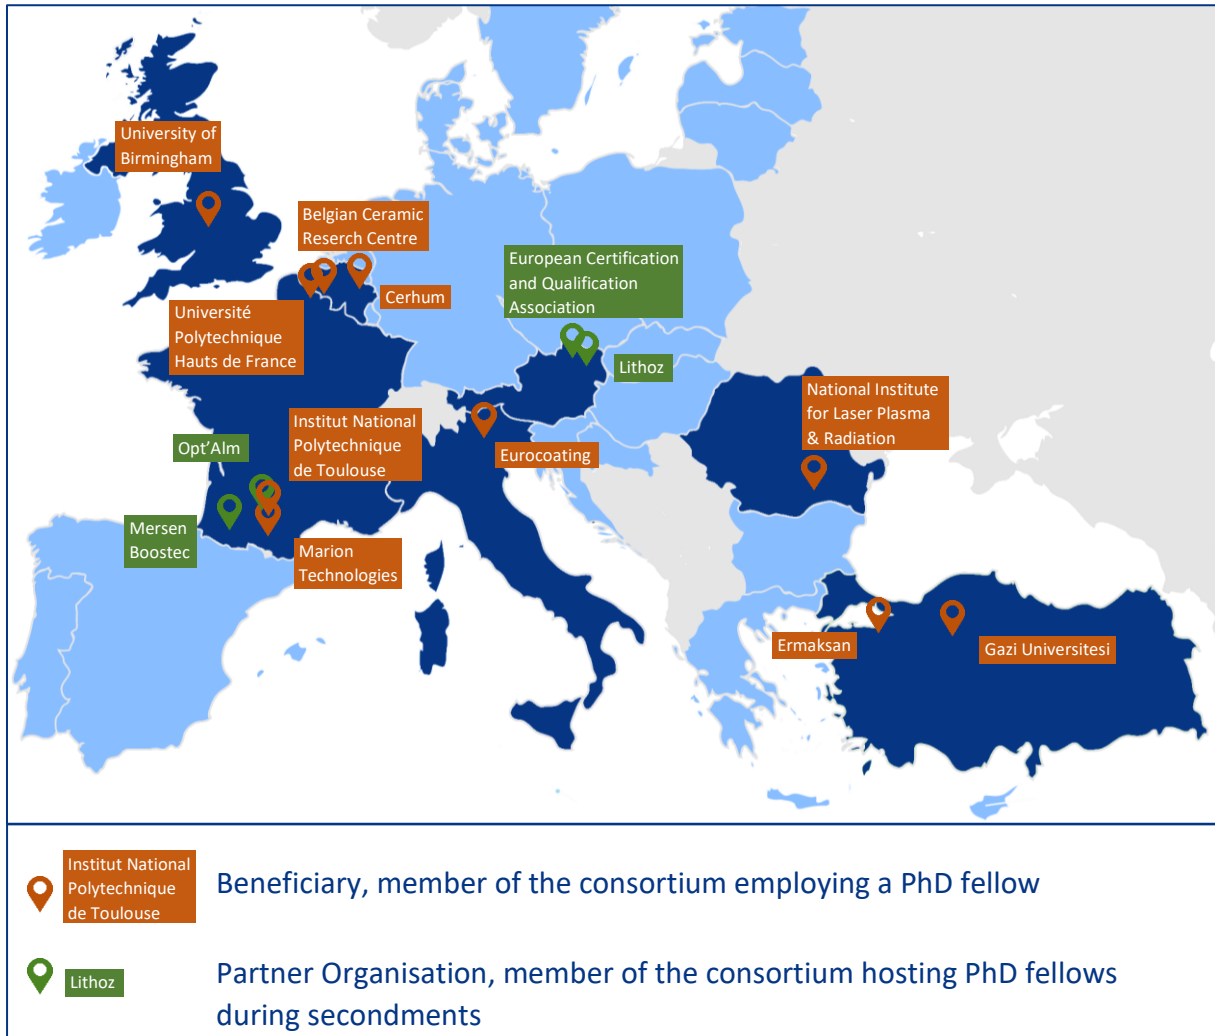 University of
Birmingham
Belgian Ceramic
Reserch Centre
Cerhum
Université
Polytechnique
Hauts de France
European Certification
and Qualification
Association
Lithoz
National Institute
for Laser Plasma
& Radiation
Institut National
Polytechnique
de Toulouse
Opt'Alm
Eurocoating
Mersen
Boostec
Marion
Technologies
Ermaksan
Gazi Universitesi
Institut National
Polytechnique
de Toulouse
Beneficiary, member of the consortium employing a PhD fellow
Lithoz
Partner Organisation, member of the consortium hosting PhD fellows
during secondments